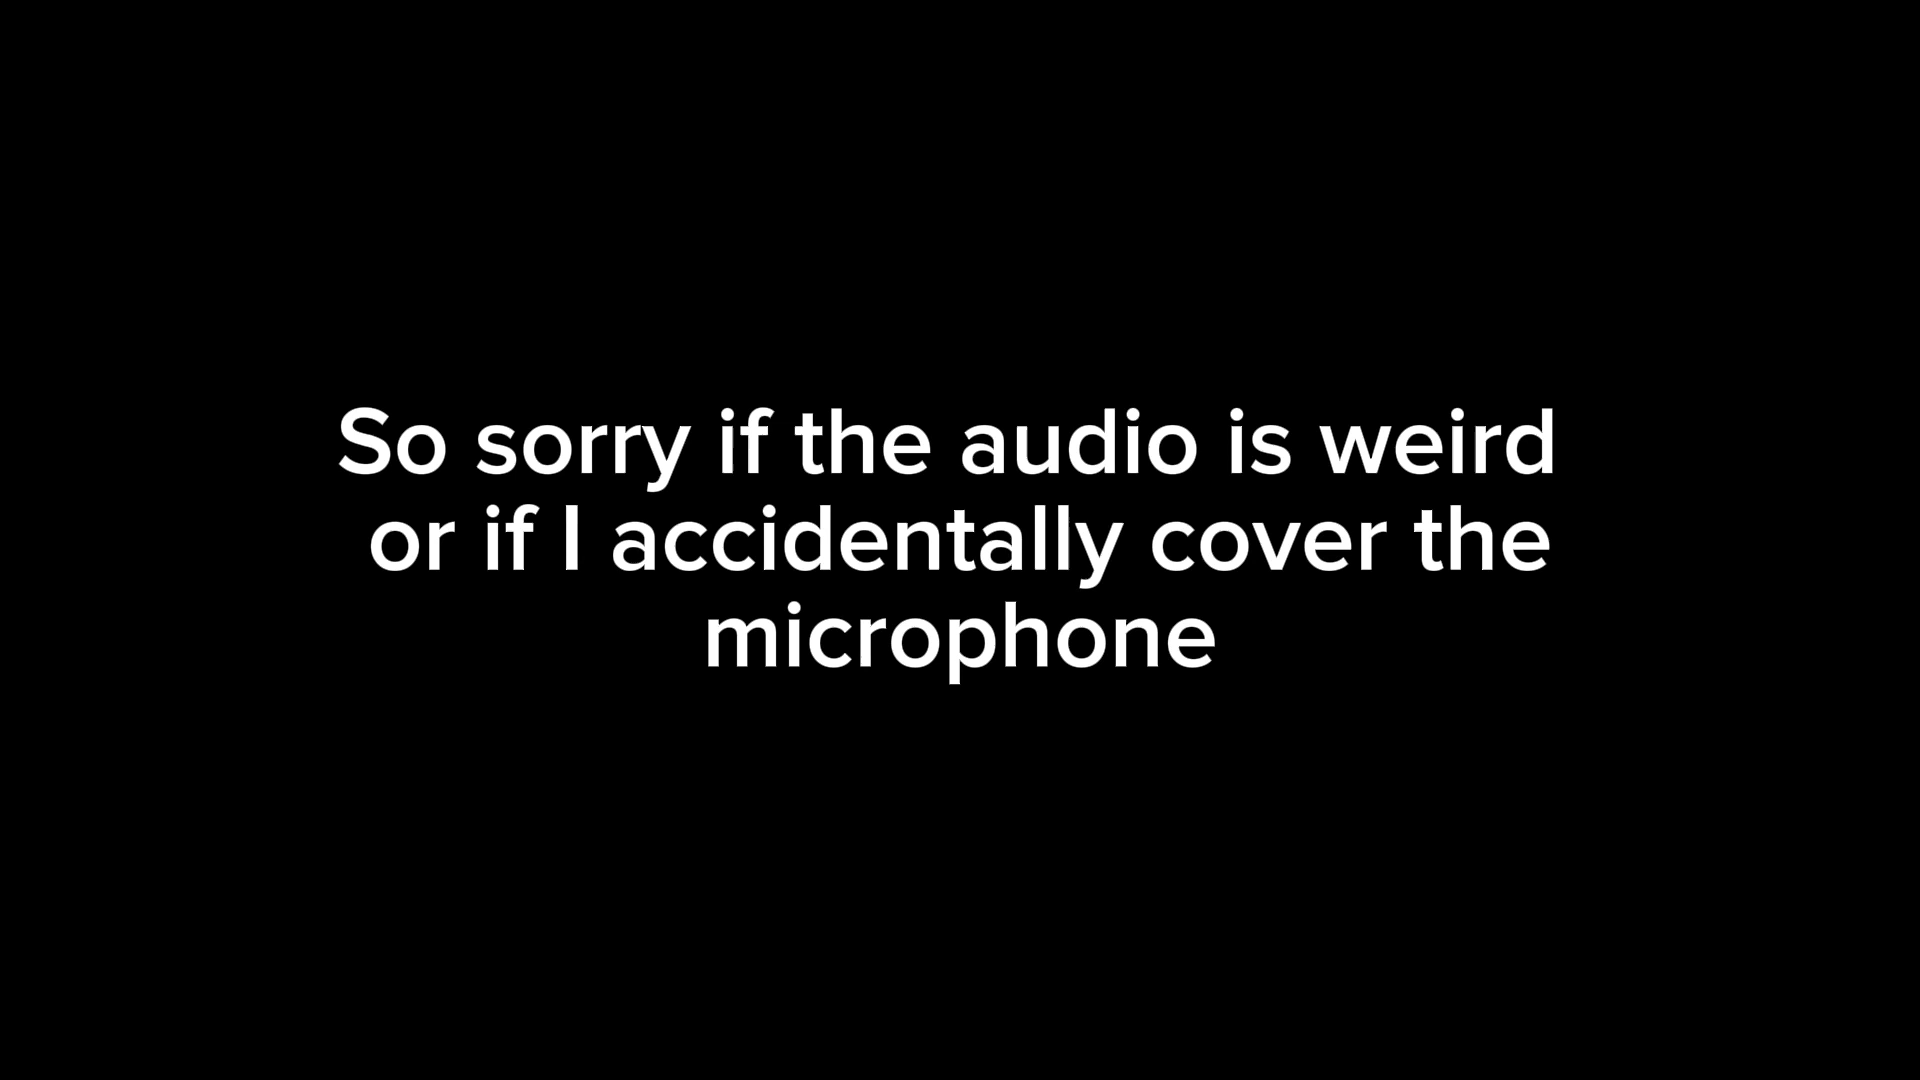 So sorry if the audio is weird
or if I accidentally cover the
microphone